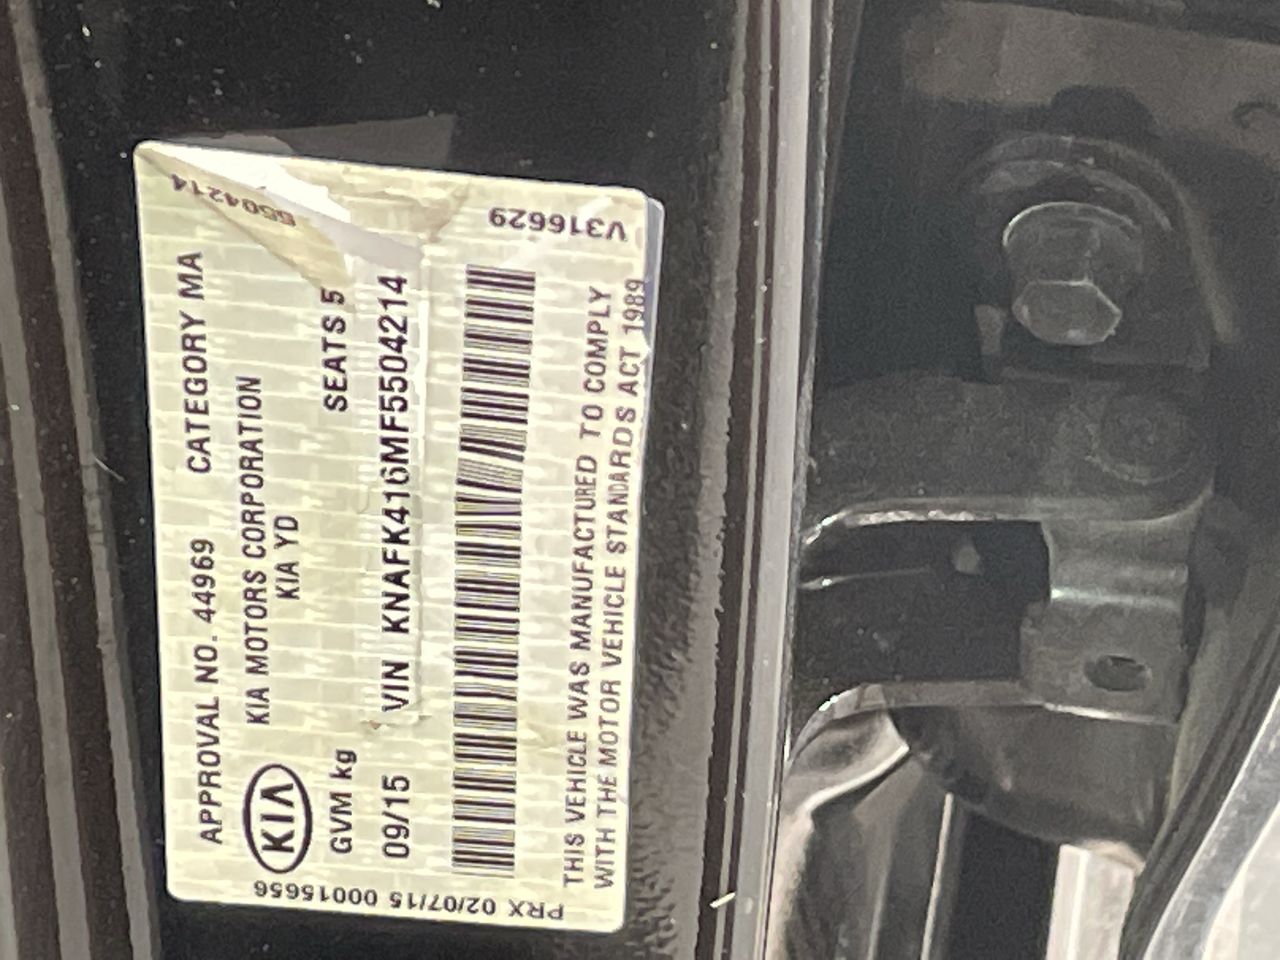 5504214
V316629
APPROVAL NO. 44969 CATEGORY MA
KIA MOTORS CORPORATION
KIA YD
KIA
GVM kg SEATS 5
09/15 VIN KNAFK416MF5504214
THIS VEHICLE WAS MANUFACTURED TO COMPLY
WITH THE MOTOR VEHICLE STANDARDS ACT 1989
PRX 02/07/15 00015656